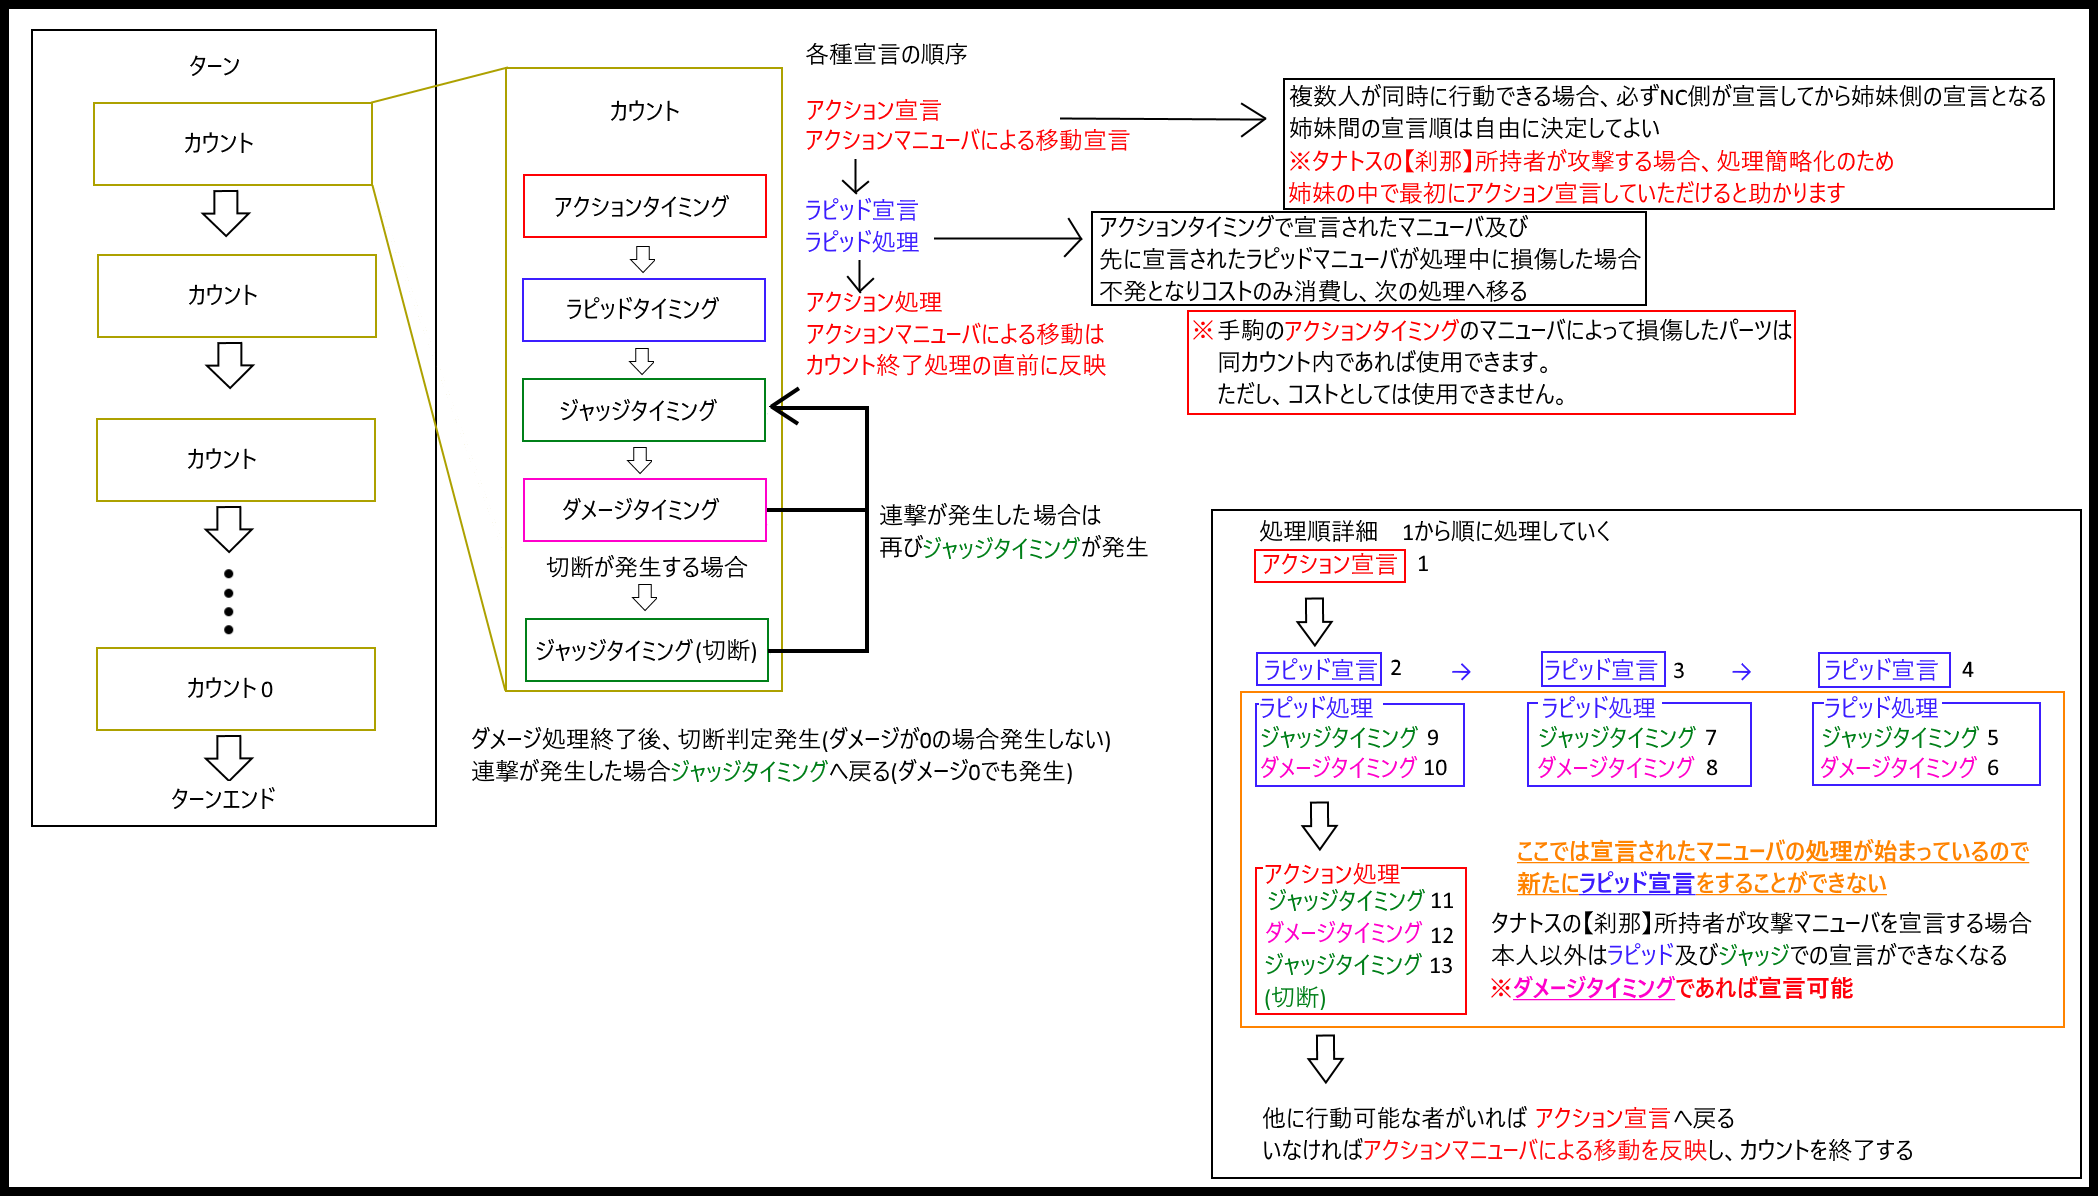 ターン
カウント
カウント
カウント
カウント0
ターンエンド
カウント
アクションタイミング
ラピッドタイミング
ジャッジタイミング
ダメージタイミング
切断が発生する場合
ジャッジタイミング(切断)
連撃が発生した場合は
再びジャッジタイミングが発生
ダメージ処理終了後、切断判定発生(ダメージが0の場合発生しない)
連撃が発生した場合ジャッジタイミングへ戻る(ダメージ0でも発生)
各種宣言の順序
アクション宣言
アクションマニューバによる移動宣言
ラピッド宣言
ラピッド処理
アクション処理
アクションマニューバによる移動は
カウント終了処理の直前に反映
複数人が同時に行動できる場合、必ずNC側が宣言してから姉妹側の宣言となる
姉妹間の宣言順は自由に決定してよい
※タナトスの【刹那】所持者が攻撃する場合、処理簡略化のため
姉妹の中で最初にアクション宣言していただけると助かります
アクションタイミングで宣言されたマニューバ及び
先に宣言されたラピッドマニューバが処理中に損傷した場合
不発となりコストのみ消費し、次の処理へ移る
※手駒のアクションタイミングのマニューバによって損傷したパーツは
同カウント内であれば使用できます。
ただし、コストとしては使用できません。
処理順詳細　1から順に処理していく
アクション宣言 1
ラピッド宣言 2 → ラピッド宣言 3 → ラピッド宣言 4
ラピッド処理 ラピッド処理 ラピッド処理
ジャッジタイミング 9 ジャッジタイミング 7 ジャッジタイミング 5
ダメージタイミング 10 ダメージタイミング 8 ダメージタイミング 6
アクション処理
ジャッジタイミング 11
ダメージタイミング 12
ジャッジタイミング 13
(切断)
ここでは宣言されたマニューバの処理が始まっているので
新たにラピッド宣言をすることができない
タナトスの【刹那】所持者が攻撃マニューバを宣言する場合
本人以外はラピッド及びジャッジでの宣言ができなくなる
※ダメージタイミングであれば宣言可能
他に行動可能な者がいれば アクション宣言へ戻る
いなければアクションマニューバによる移動を反映し、カウントを終了する